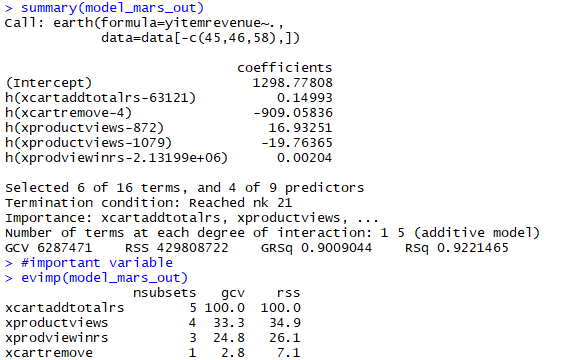 > summary(model_mars_out)
Call: earth(formula=yitemrevenue~.,
            data=data[-c(45,46,58),])
                             coefficients
(Intercept)                    1298.77808
h(xcartaddtotalrs-63121)          0.14993
h(xcartremove-4)               -909.05836
h(xproductviews-872)             16.93251
h(xproductviews-1079)           -19.76365
h(xprodviewinrs-2.13199e+06)      0.00204
Selected 6 of 16 terms, and 4 of 9 predictors
Termination condition: Reached nk 21
Importance: xcartaddtotalrs, xproductviews, ...
Number of terms at each degree of interaction: 1 5 (additive model)
GCV 6287471    RSS 429808722    GRSq 0.9009044    RSq 0.9221465
> #important variable
> evimp(model_mars_out)
                nsubsets   gcv    rss
xcartaddtotalrs        5 100.0  100.0
xproductviews          4  33.3   34.9
xprodviewinrs          3  24.8   26.1
xcartremove            1   2.8    7.1